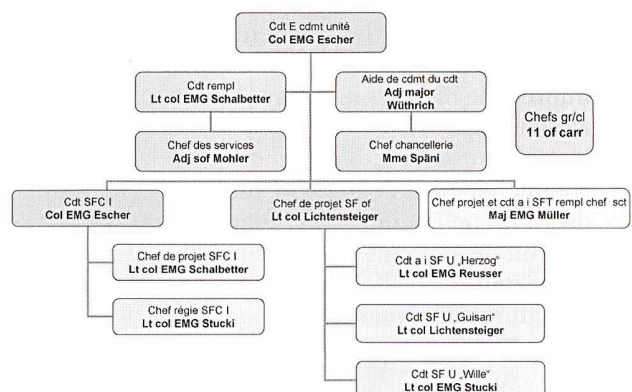 Cdt E cdmt unité
Col EMG Escher
Cdt rempl
Lt col EMG Schalbetter
Aide de cdmt du cdt
Adj major
Wüthrich
Chefs gr/cl
11 of carr
Chef des services
Adj sof Mohler
Chef chancellerie
Mme Späni
Cdt SFC I
Col EMG Escher
Chef de projet SF of
Lt col Lichtensteiger
Chef projet et cdt a i SFT rempl chef sct
Maj EMG Müller
Chef de projet SFC I
Lt col EMG Schalbetter
Chef régie SFC I
Lt col EMG Stucki
Cdt a i SF U „Herzog“
Lt col EMG Reusser
Cdt SF U „Guisan“
Lt col Lichtensteiger
Cdt SF U „Wille“
Lt col EMG Stucki